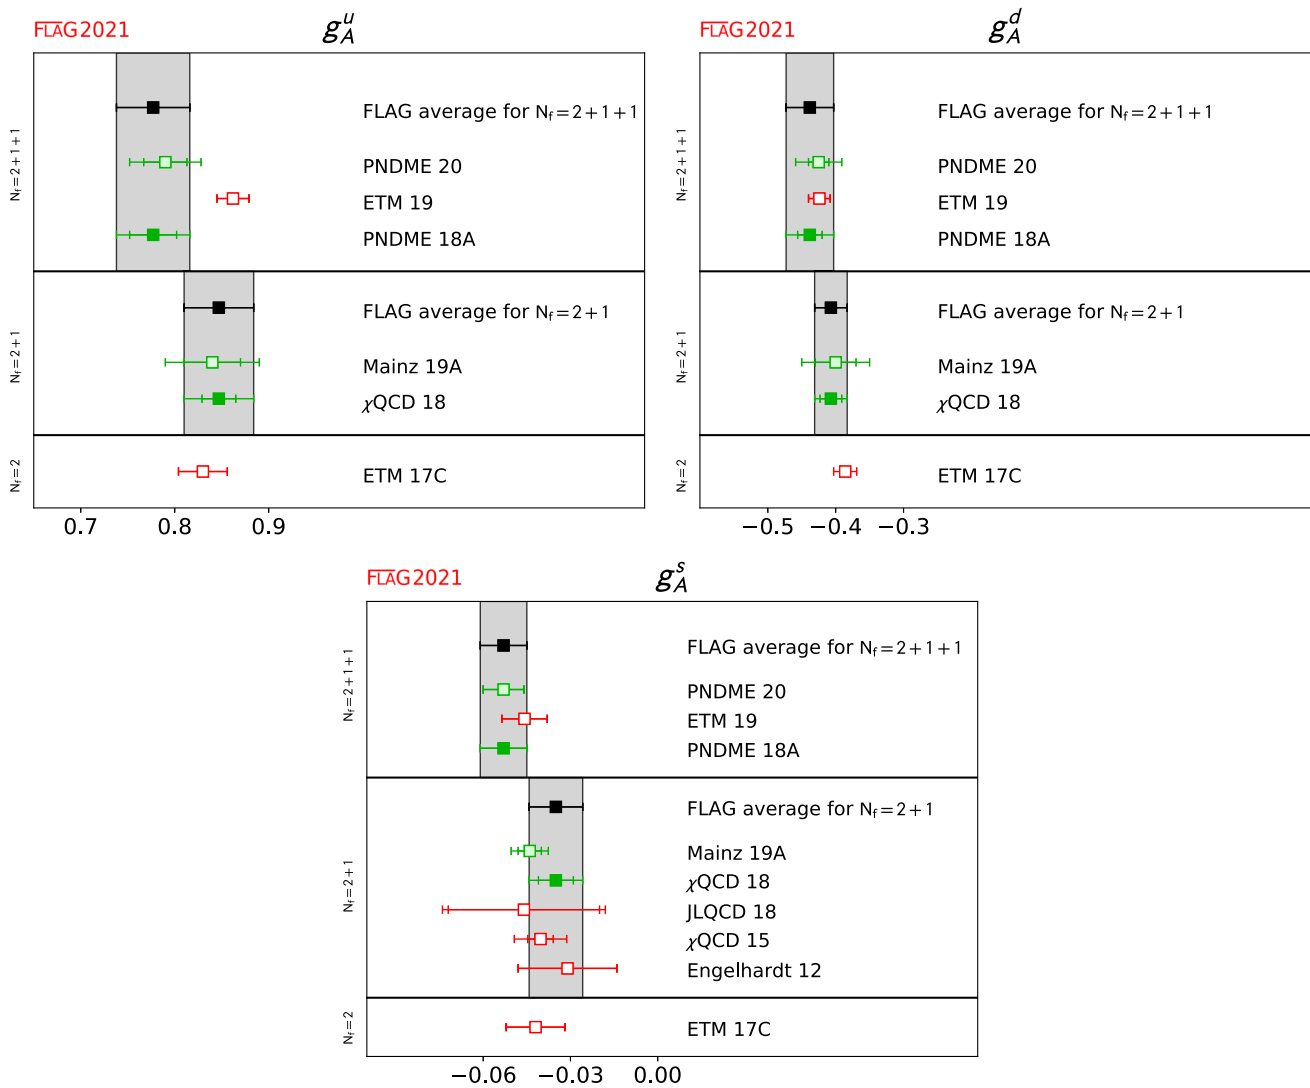 FLAG2021
g_A^u
N_f=2+1+1
FLAG average for N_f=2+1+1
PNDME 20
ETM 19
PNDME 18A
N_f=2+1
FLAG average for N_f=2+1
Mainz 19A
χQCD 18
N_f=2
ETM 17C
0.7 0.8 0.9
FLAG2021
g_A^d
N_f=2+1+1
FLAG average for N_f=2+1+1
PNDME 20
ETM 19
PNDME 18A
N_f=2+1
FLAG average for N_f=2+1
Mainz 19A
χQCD 18
N_f=2
ETM 17C
−0.5 −0.4 −0.3
FLAG2021
g_A^s
N_f=2+1+1
FLAG average for N_f=2+1+1
PNDME 20
ETM 19
PNDME 18A
N_f=2+1
FLAG average for N_f=2+1
Mainz 19A
χQCD 18
JLQCD 18
χQCD 15
Engelhardt 12
N_f=2
ETM 17C
−0.06 −0.03 0.00